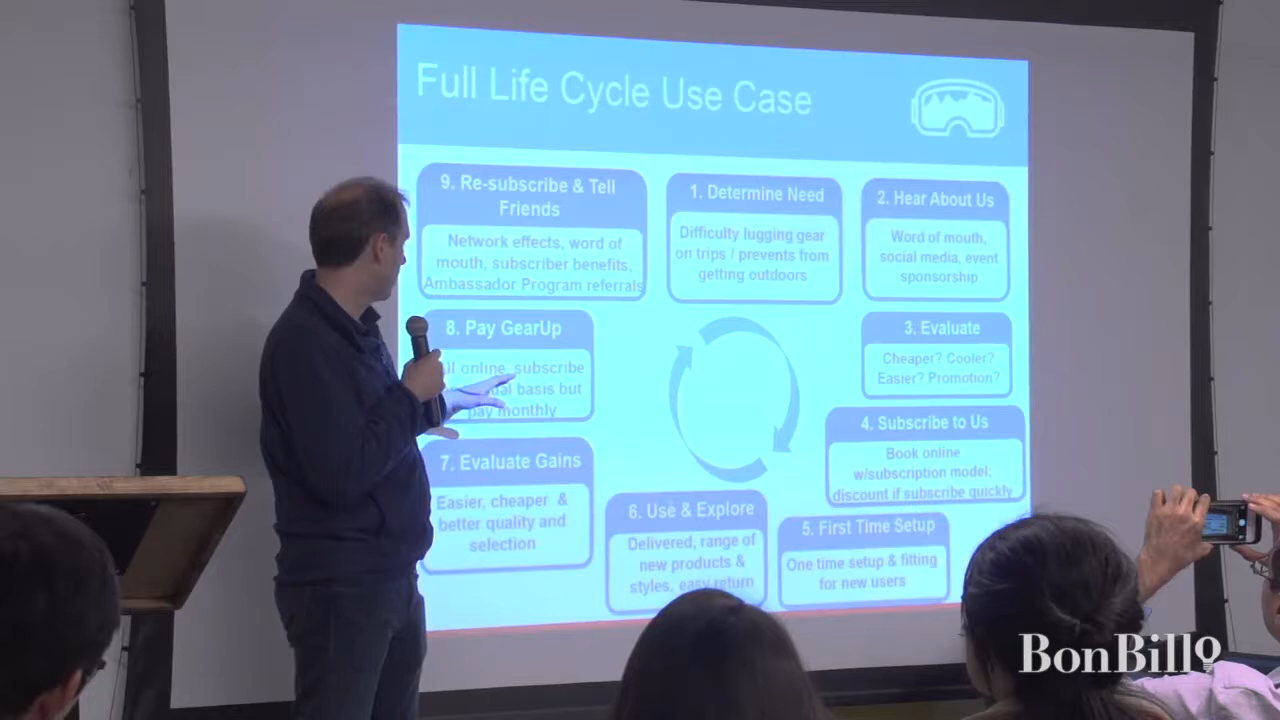 Full Life Cycle Use Case
9. Re-subscribe & Tell
Friends
Network effects, word of
mouth, subscriber benefits,
Ambassador Program referrals
1. Determine Need
Difficulty lugging gear
on trips / prevents from
getting outdoors
2. Hear About Us
Word of mouth,
social media, event
sponsorship
3. Evaluate
Cheaper? Cooler?
Easier? Promotion?
4. Subscribe to Us
Book online
w/subscription model;
discount if subscribe quickly
5. First Time Setup
One time setup & fitting
for new users
6. Use & Explore
Delivered, range of
new products &
styles, easy return
7. Evaluate Gains
Easier, cheaper &
better quality and
selection
8. Pay GearUp
online, subscribe
basis but
pay monthly
BonBillo